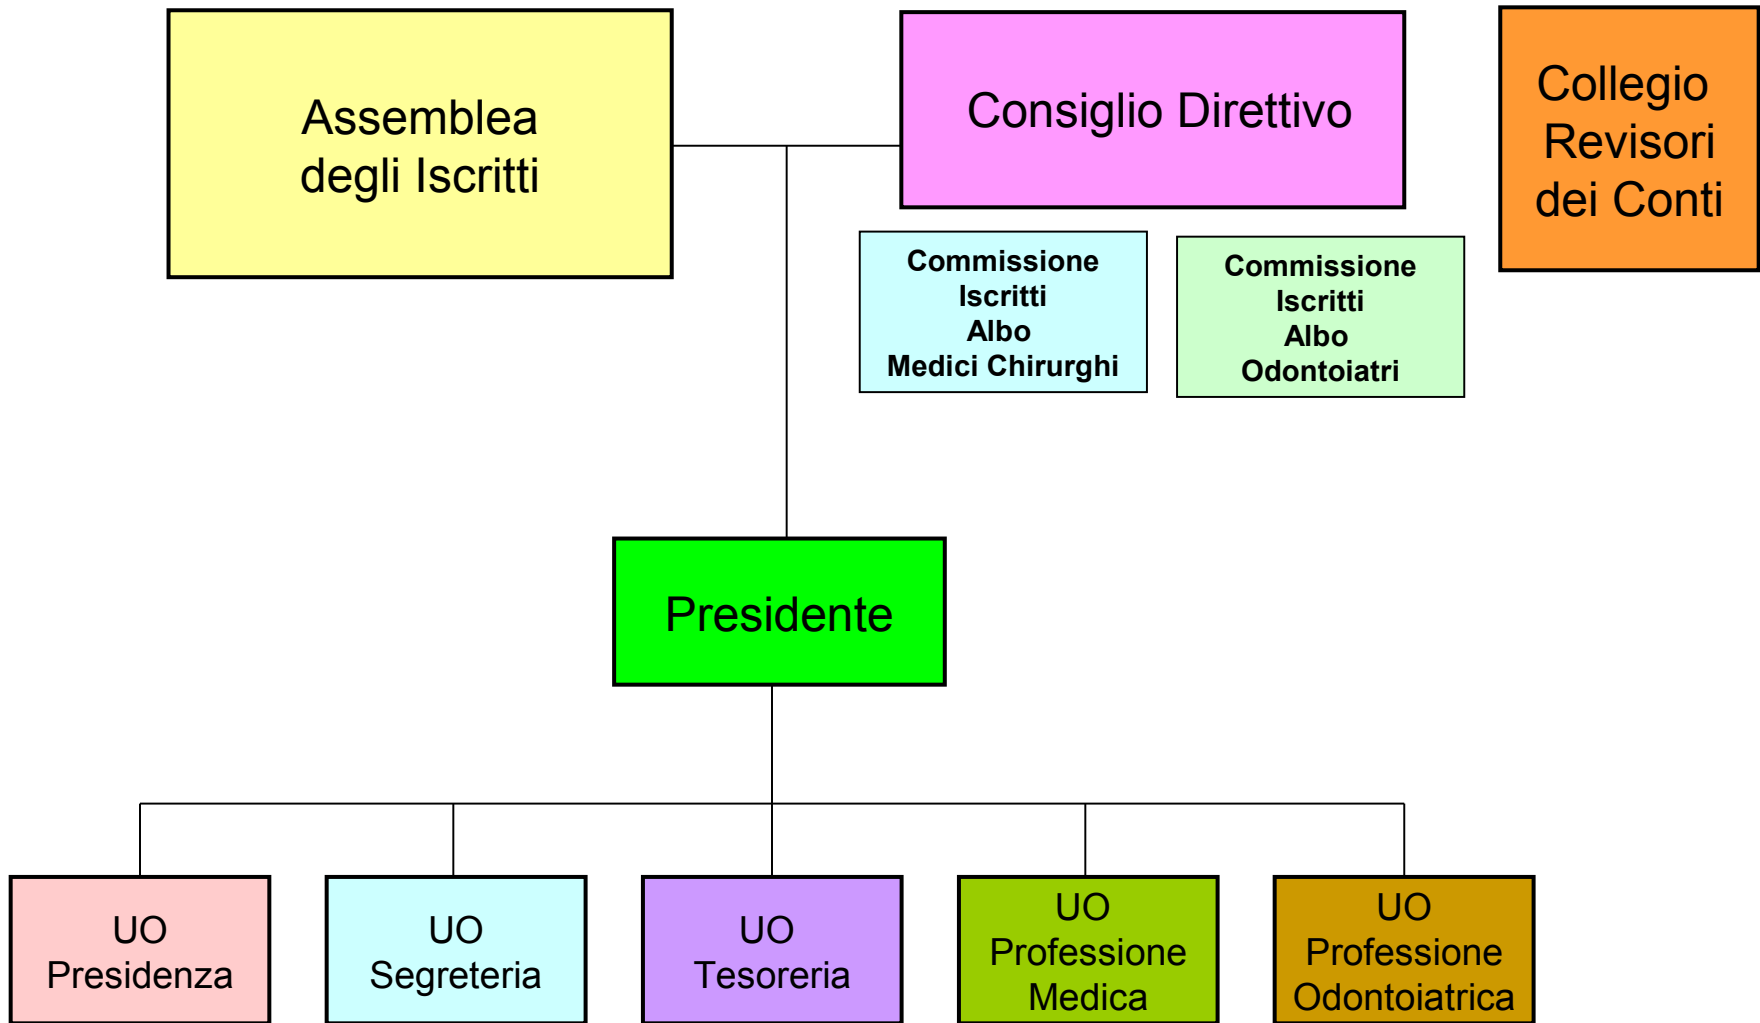 Assemblea
degli Iscritti
Consiglio Direttivo
Collegio
Revisori
dei Conti
Commissione
Iscritti
Albo
Medici Chirurghi
Commissione
Iscritti
Albo
Odontoiatri
Presidente
UO
Presidenza
UO
Segreteria
UO
Tesoreria
UO
Professione
Medica
UO
Professione
Odontoiatrica